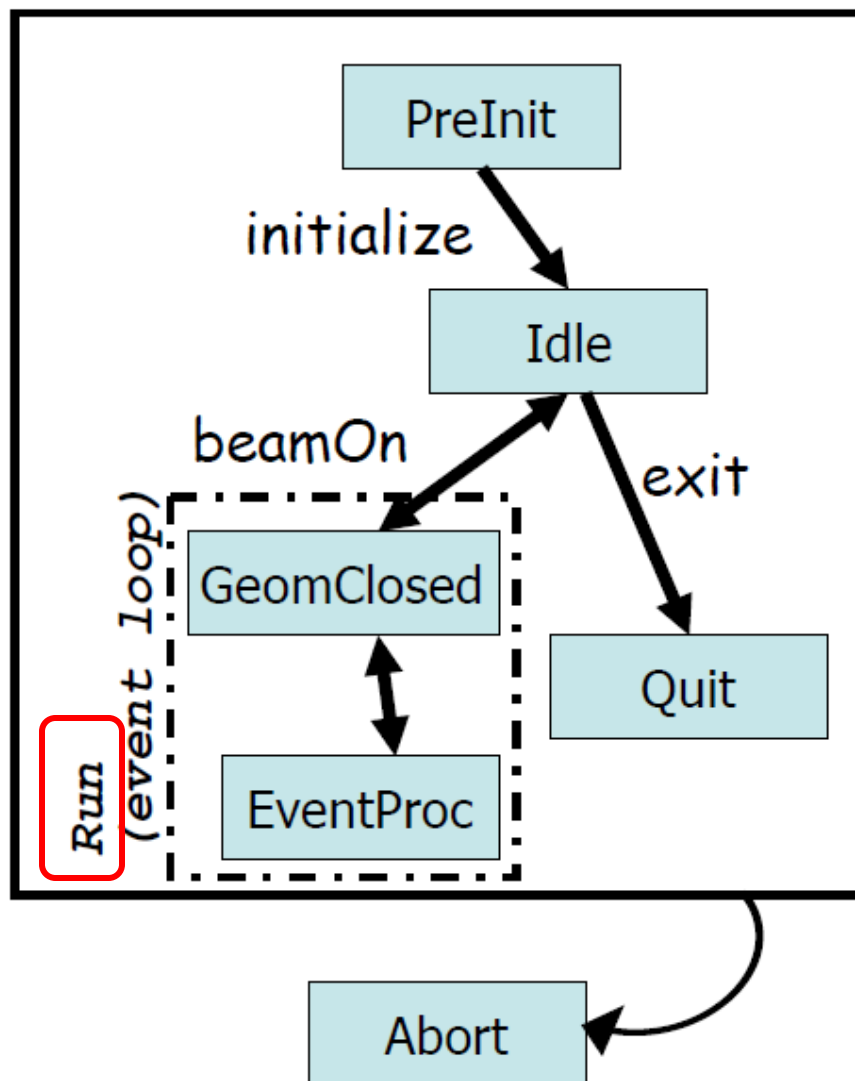 PreInit
initialize
Idle
beamOn
exit
GeomClosed
Quit
EventProc
Run
(event loop)
Abort